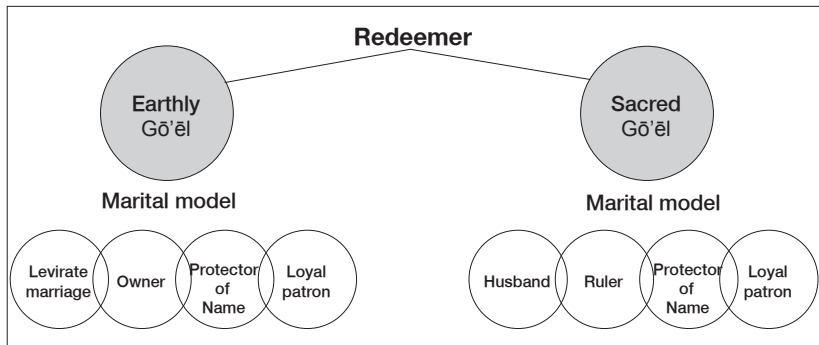 Redeemer
Earthly
Gō’ēl
Sacred
Gō’ēl
Marital model
Marital model
Levirate
marriage
Owner
Protector
of
Name
Loyal
patron
Husband
Ruler
Protector
of
Name
Loyal
patron